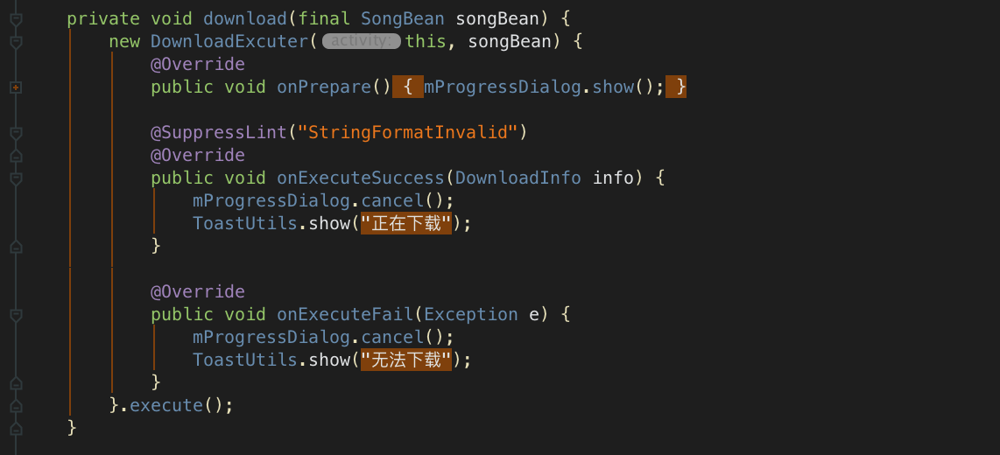 private void download(final SongBean songBean) {
new DownloadExcuter( activity: this, songBean) {
@Override
public void onPrepare() { mProgressDialog.show(); }
@SuppressLint("StringFormatInvalid")
@Override
public void onExecuteSuccess(DownloadInfo info) {
mProgressDialog.cancel();
ToastUtils.show("正在下载");
}
@Override
public void onExecuteFail(Exception e) {
mProgressDialog.cancel();
ToastUtils.show("无法下载");
}
}.execute();
}